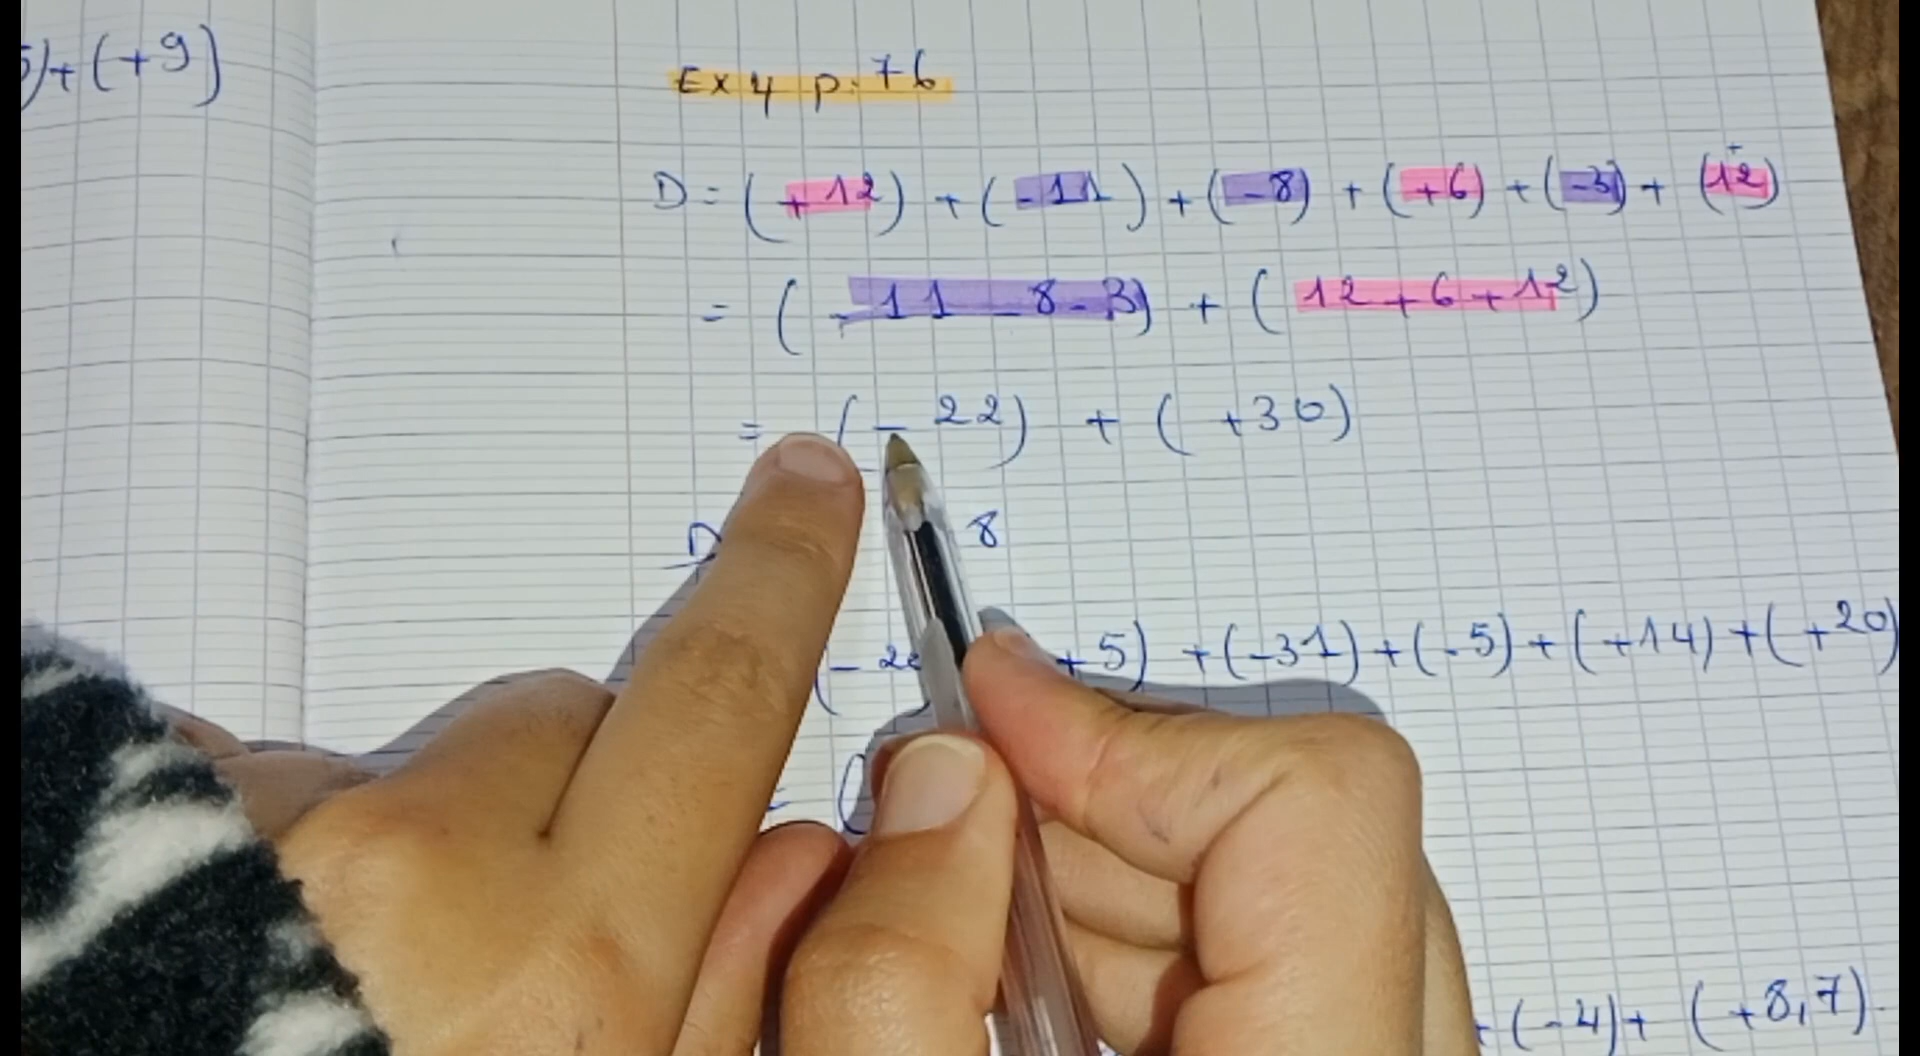 )+(+9)
Ex 4 p. 76
D = (+12) + (-11) + (-8) + (+6) + (-3) + (+12)
= (-11-8-3) + (12+6+12)
= (-22) + (+30)
D 8
(-2 +5) + (-31) + (-5) + (+14) + (+20)
= (
+ (-4) + (+8,7).